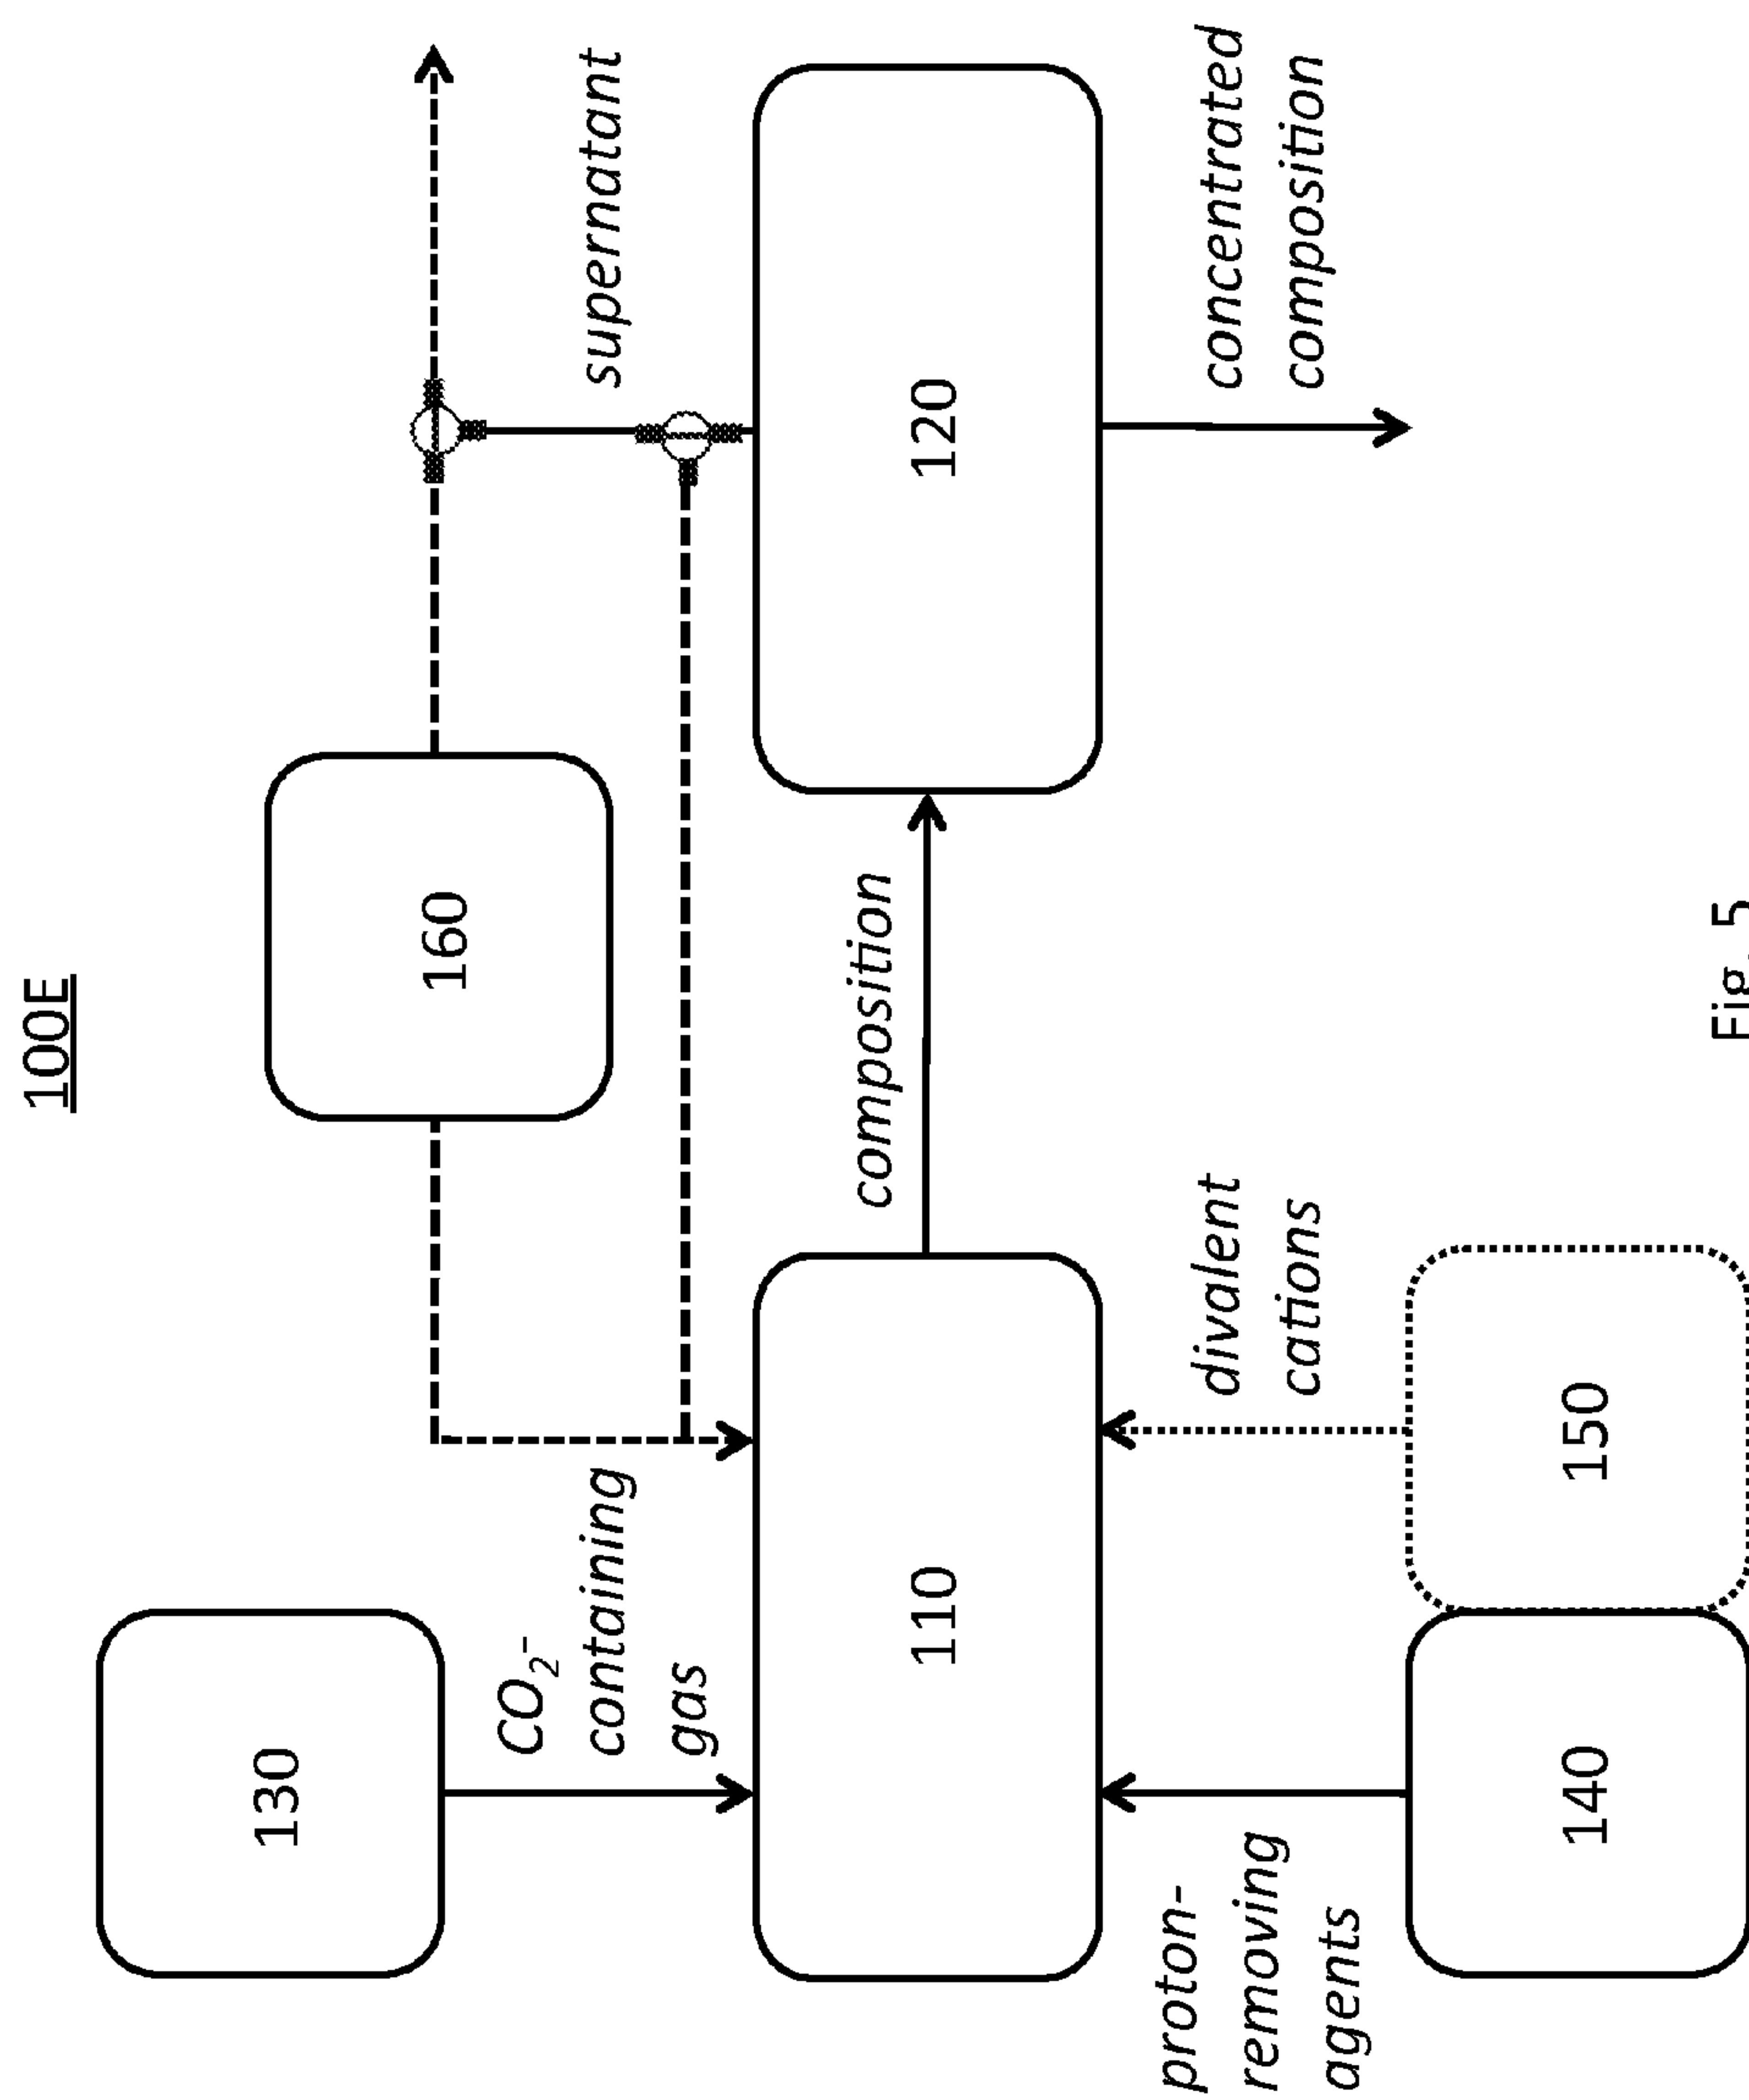 100E
130
160
CO₂⁻
containing
gas
supernatant
110
composition
120
proton-
removing
agents
divalent
cations
concentrated
composition
140
150
Fig. 5